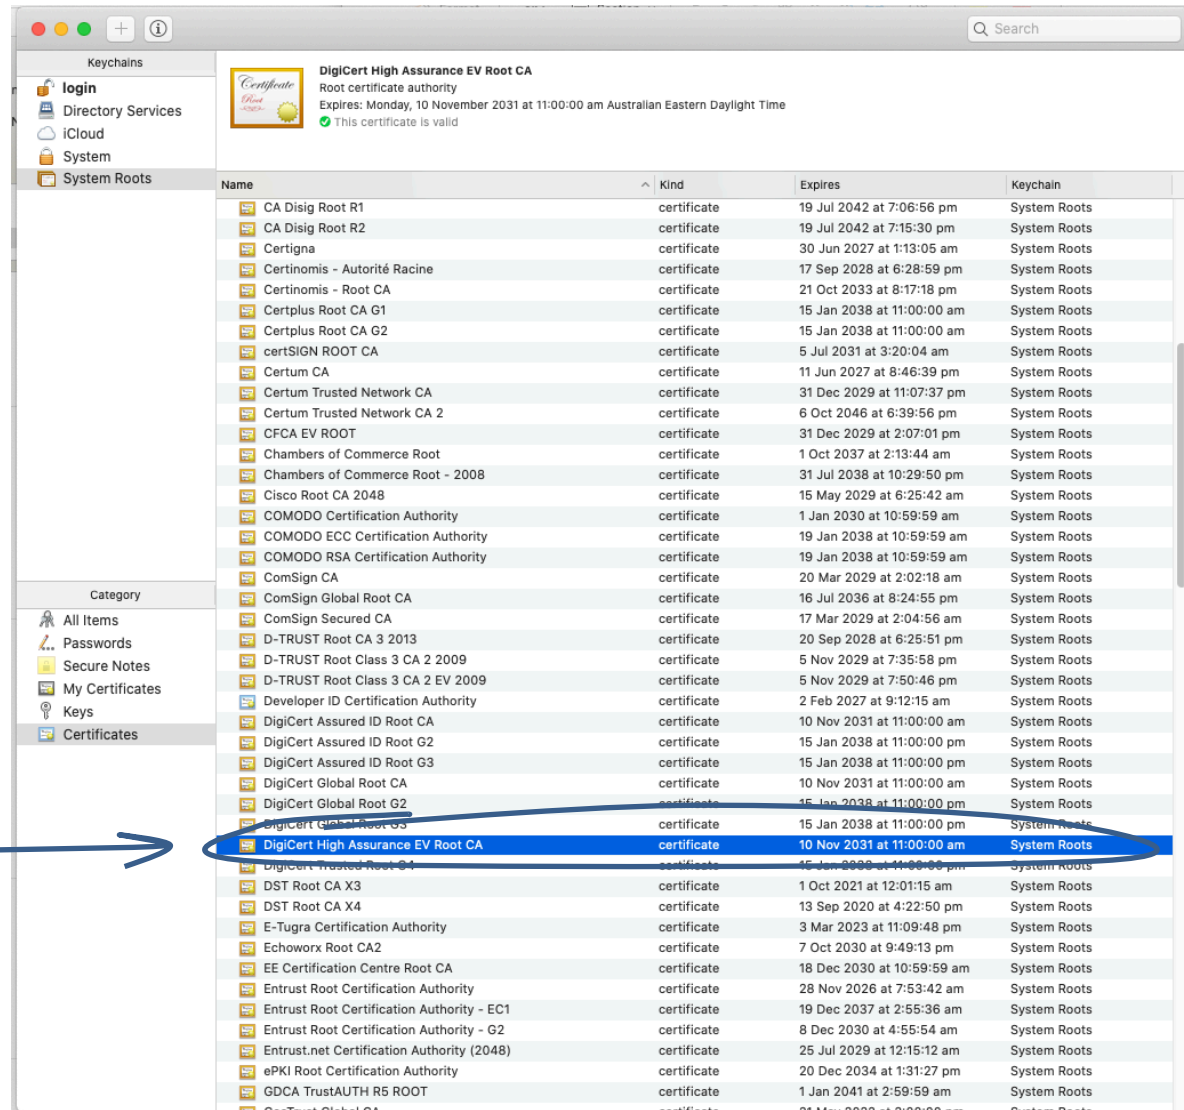 Search
Keychains
login
Directory Services
iCloud
System
System Roots
Certificate
Root
DigiCert High Assurance EV Root CA
Root certificate authority
Expires: Monday, 10 November 2031 at 11:00:00 am Australian Eastern Daylight Time
This certificate is valid
Name Kind Expires Keychain
CA Disig Root R1 certificate 19 Jul 2042 at 7:06:56 pm System Roots
CA Disig Root R2 certificate 19 Jul 2042 at 7:15:30 pm System Roots
Certigna certificate 30 Jun 2027 at 1:13:05 am System Roots
Certinomis - Autorité Racine certificate 17 Sep 2028 at 6:28:59 pm System Roots
Certinomis - Root CA certificate 21 Oct 2033 at 8:17:18 pm System Roots
Certplus Root CA G1 certificate 15 Jan 2038 at 11:00:00 am System Roots
Certplus Root CA G2 certificate 15 Jan 2038 at 11:00:00 am System Roots
certSIGN ROOT CA certificate 5 Jul 2031 at 3:20:04 am System Roots
Certum CA certificate 11 Jun 2027 at 8:46:39 pm System Roots
Certum Trusted Network CA certificate 31 Dec 2029 at 11:07:37 pm System Roots
Certum Trusted Network CA 2 certificate 6 Oct 2046 at 6:39:56 pm System Roots
CFCA EV ROOT certificate 31 Dec 2029 at 2:07:01 pm System Roots
Chambers of Commerce Root certificate 1 Oct 2037 at 2:13:44 am System Roots
Chambers of Commerce Root - 2008 certificate 31 Jul 2038 at 10:29:50 pm System Roots
Cisco Root CA 2048 certificate 15 May 2029 at 6:25:42 am System Roots
COMODO Certification Authority certificate 1 Jan 2030 at 10:59:59 am System Roots
COMODO ECC Certification Authority certificate 19 Jan 2038 at 10:59:59 am System Roots
COMODO RSA Certification Authority certificate 19 Jan 2038 at 10:59:59 am System Roots
ComSign CA certificate 20 Mar 2029 at 2:02:18 am System Roots
ComSign Global Root CA certificate 16 Jul 2036 at 8:24:55 pm System Roots
ComSign Secured CA certificate 17 Mar 2029 at 2:04:56 am System Roots
D-TRUST Root CA 3 2013 certificate 20 Sep 2028 at 6:25:51 pm System Roots
D-TRUST Root Class 3 CA 2 2009 certificate 5 Nov 2029 at 7:35:58 pm System Roots
D-TRUST Root Class 3 CA 2 EV 2009 certificate 5 Nov 2029 at 7:50:46 pm System Roots
Developer ID Certification Authority certificate 2 Feb 2027 at 9:12:15 am System Roots
DigiCert Assured ID Root CA certificate 10 Nov 2031 at 11:00:00 am System Roots
DigiCert Assured ID Root G2 certificate 15 Jan 2038 at 11:00:00 pm System Roots
DigiCert Assured ID Root G3 certificate 15 Jan 2038 at 11:00:00 pm System Roots
DigiCert Global Root CA certificate 10 Nov 2031 at 11:00:00 am System Roots
DigiCert Global Root G2 certificate 15 Jan 2038 at 11:00:00 pm System Roots
DigiCert Global Root G3 certificate 15 Jan 2038 at 11:00:00 pm System Roots
DigiCert High Assurance EV Root CA certificate 10 Nov 2031 at 11:00:00 am System Roots
DigiCert Trusted Root G4 certificate 15 Jan 2038 at 11:00:00 pm System Roots
DST Root CA X3 certificate 1 Oct 2021 at 12:01:15 am System Roots
DST Root CA X4 certificate 13 Sep 2020 at 4:22:50 pm System Roots
E-Tugra Certification Authority certificate 3 Mar 2023 at 11:09:48 pm System Roots
Echoworx Root CA2 certificate 7 Oct 2030 at 9:49:13 pm System Roots
EE Certification Centre Root CA certificate 18 Dec 2030 at 10:59:59 am System Roots
Entrust Root Certification Authority certificate 28 Nov 2026 at 7:53:42 am System Roots
Entrust Root Certification Authority - EC1 certificate 19 Dec 2037 at 2:55:36 am System Roots
Entrust Root Certification Authority - G2 certificate 8 Dec 2030 at 4:55:54 am System Roots
Entrust.net Certification Authority (2048) certificate 25 Jul 2029 at 12:15:12 am System Roots
ePKI Root Certification Authority certificate 20 Dec 2034 at 1:31:27 pm System Roots
GDCA TrustAUTH R5 ROOT certificate 1 Jan 2041 at 2:59:59 am System Roots
Category
All Items
Passwords
Secure Notes
My Certificates
Keys
Certificates